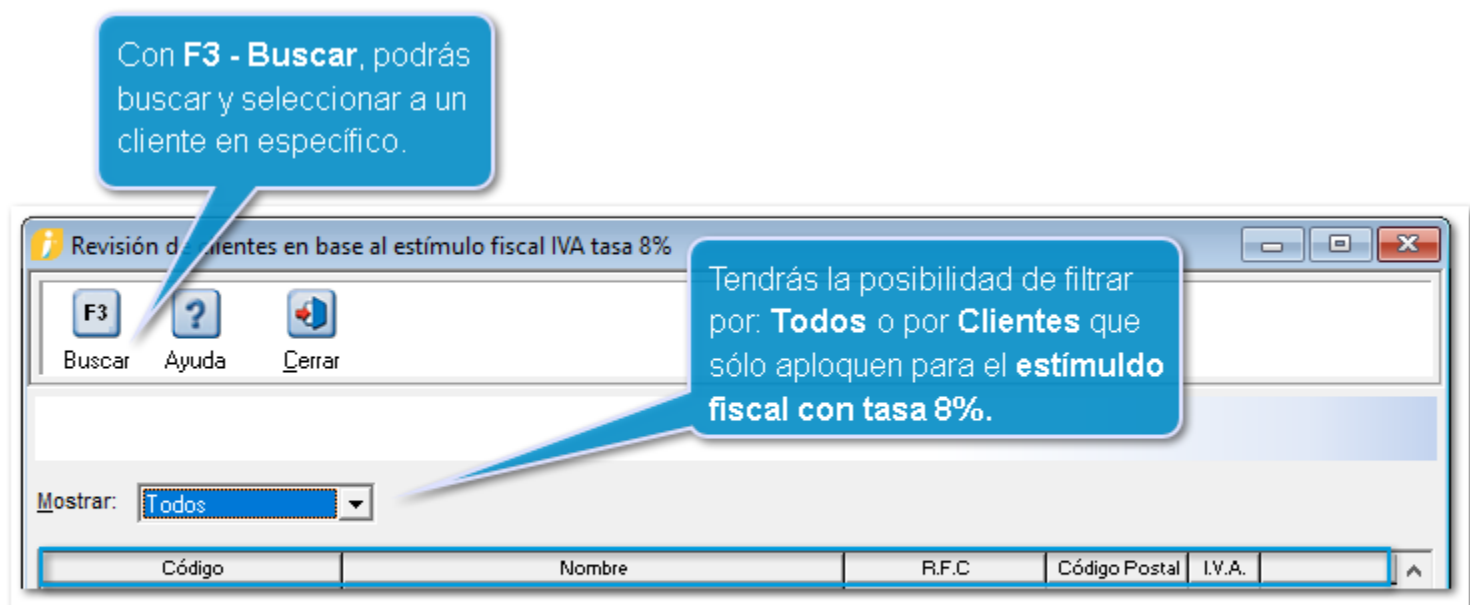 Con F3 - Buscar, podrás
buscar y seleccionar a un
cliente en específico.
Revisión de clientes en base al estímulo fiscal IVA tasa 8%
Tendrás la posibilidad de filtrar
por: Todos o por Clientes que
sólo aploquen para el estímuldo
fiscal con tasa 8%.
F3
?
Buscar Ayuda Cerrar
Mostrar: Todos
Código Nombre R.F.C Código Postal I.V.A.